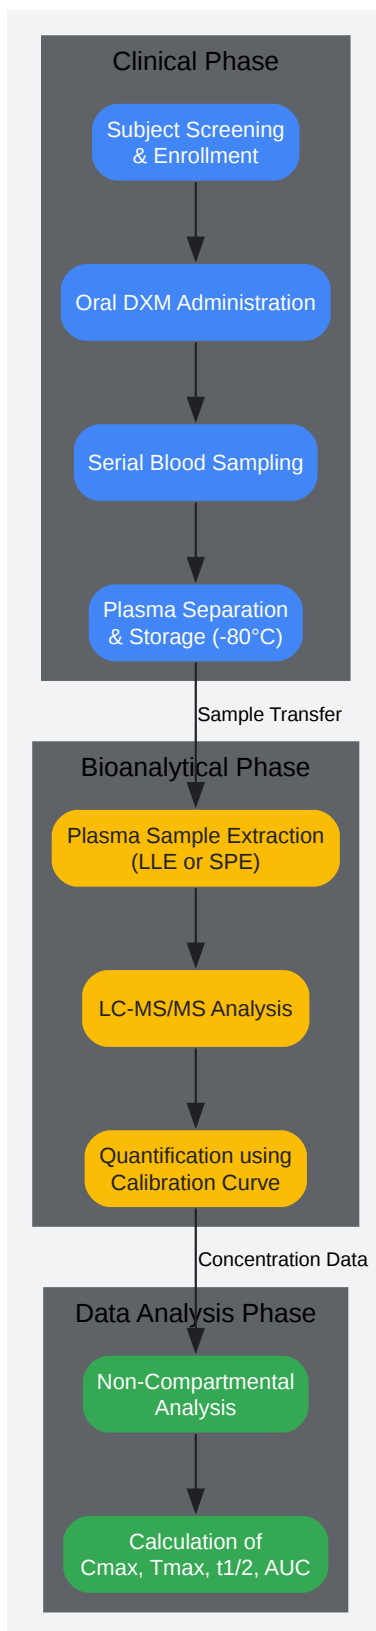 Clinical Phase
Subject Screening
& Enrollment
Oral DXM Administration
Serial Blood Sampling
Plasma Separation
& Storage (-80°C)
Sample Transfer
Bioanalytical Phase
Plasma Sample Extraction
(LLE or SPE)
LC-MS/MS Analysis
Quantification using
Calibration Curve
Concentration Data
Data Analysis Phase
Non-Compartmental
Analysis
Calculation of
Cmax, Tmax, t1/2, AUC